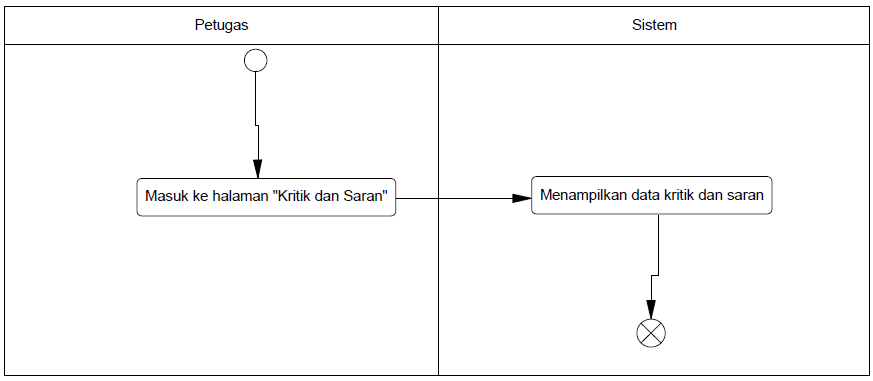 Petugas
Sistem
Masuk ke halaman "Kritik dan Saran"
Menampilkan data kritik dan saran